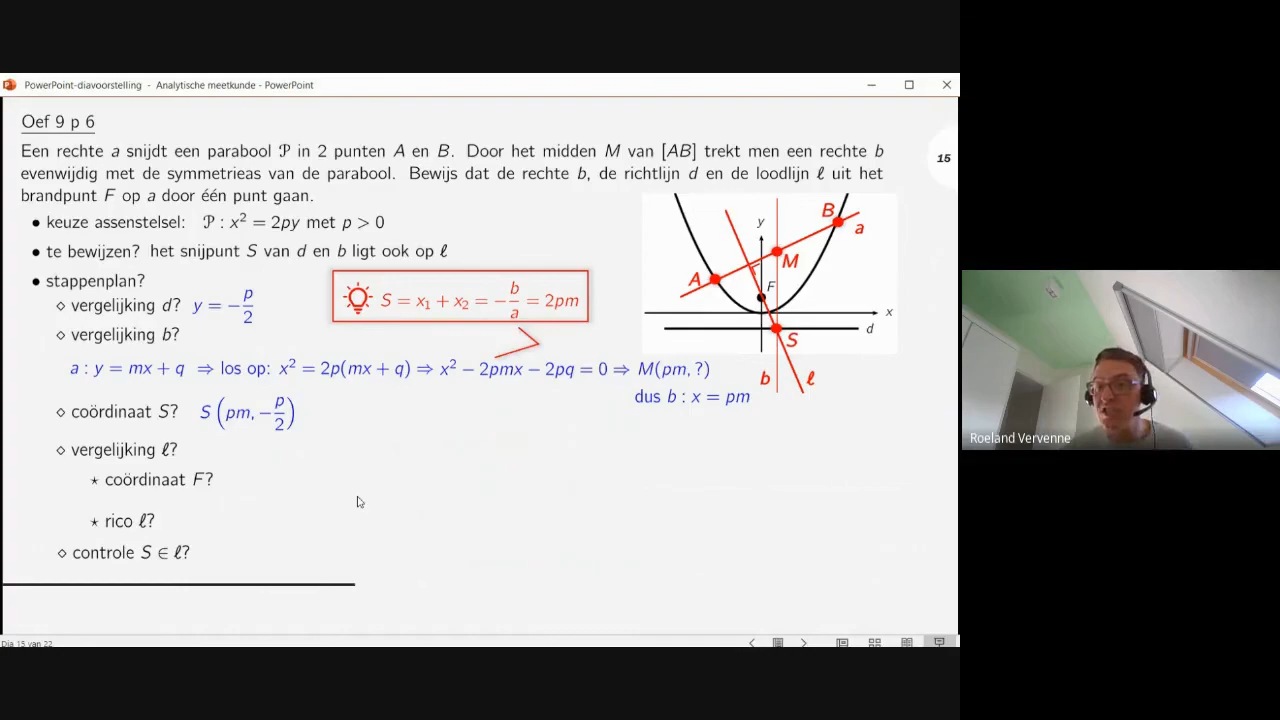 PowerPoint-diavoorstelling - Analytische meetkunde - PowerPoint
Oef 9 p 6
Een rechte a snijdt een parabool 𝒫 in 2 punten A en B. Door het midden M van [AB] trekt men een rechte b
evenwijdig met de symmetrieas van de parabool. Bewijs dat de rechte b, de richtlijn d en de loodlijn ℓ uit het
brandpunt F op a door één punt gaan.
15
• keuze assenstelsel: 𝒫 : x² = 2py met p > 0
• te bewijzen? het snijpunt S van d en b ligt ook op ℓ
• stappenplan?
⋄ vergelijking d? y = −p/2
S = x₁ + x₂ = −b/a = 2pm
⋄ vergelijking b?
a : y = mx + q ⇒ los op: x² = 2p(mx + q) ⇒ x² − 2pmx − 2pq = 0 ⇒ M(pm, ?)
dus b : x = pm
⋄ coördinaat S? S(pm, −p/2)
⋄ vergelijking ℓ?
⋆ coördinaat F?
⋆ rico ℓ?
⋄ controle S ∈ ℓ?
y
B
a
M
A
F
x
d
S
b
ℓ
Roeland Vervenne
Dia 15 van 22